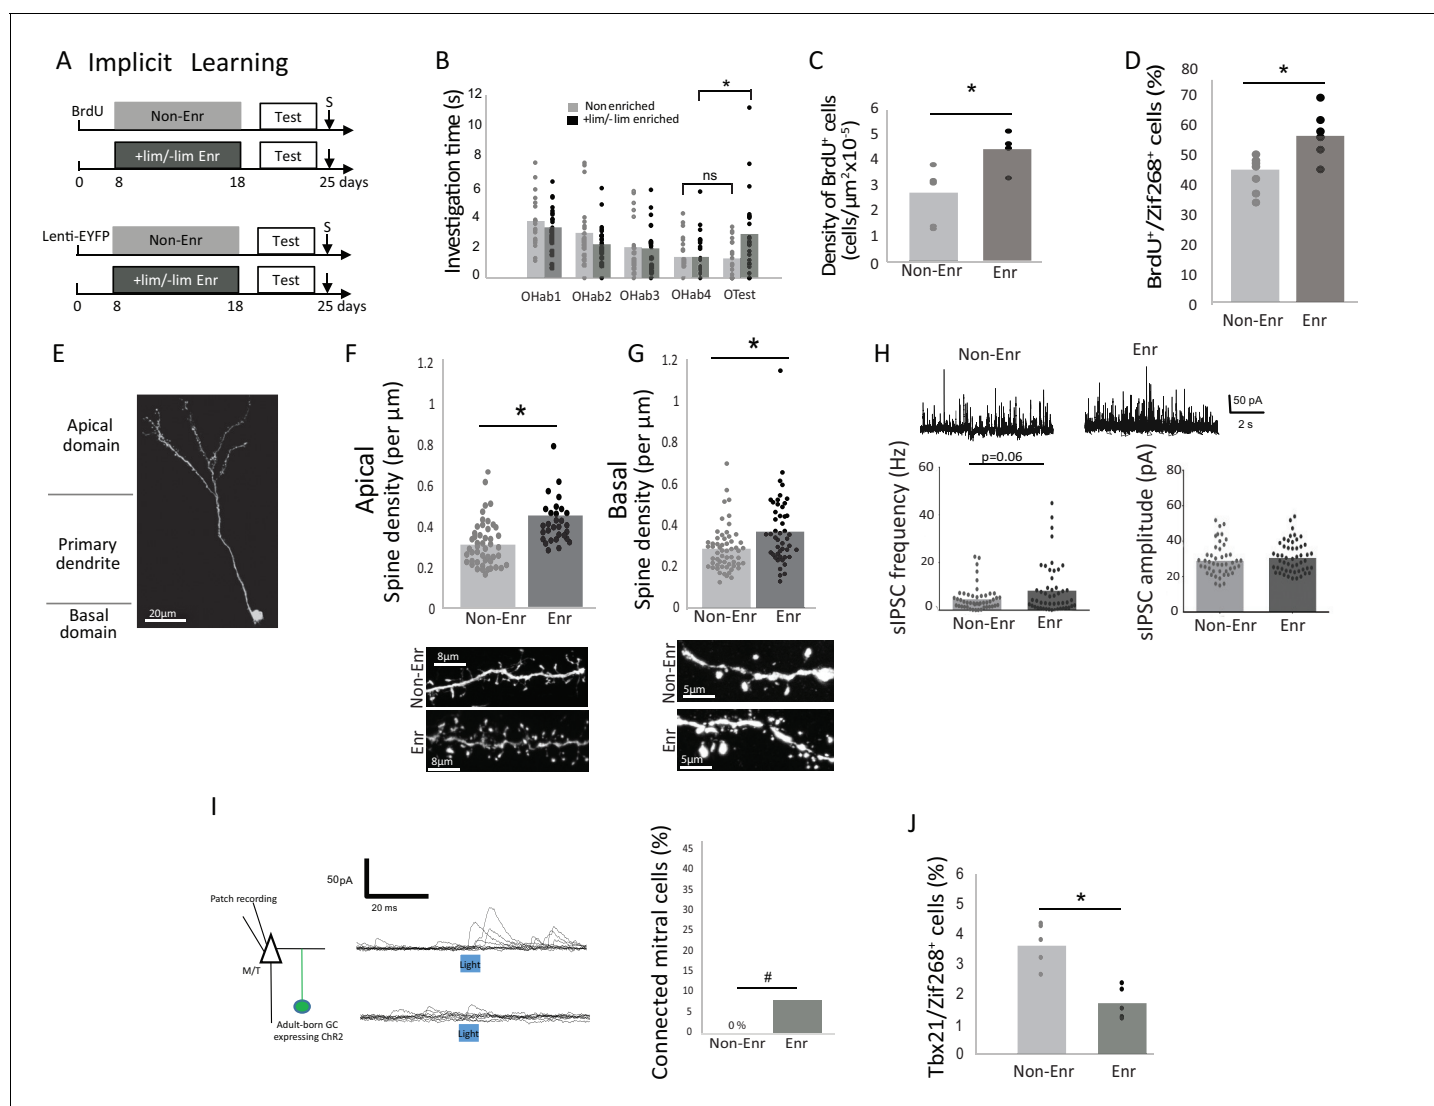 A Implicit Learning
BrdU
Non-Enr
Test
S
+lim/-lim Enr
Test
0 8 18 25 days
Lenti-EYFP
Non-Enr
Test
S
+lim/-lim Enr
Test
0 8 18 25 days
B
Investigation time (s)
12
10
8
6
4
2
0
Non enriched
+lim/-lim enriched
*
ns
OHab1 OHab2 OHab3 OHab4 OTest
C
Density of BrdU+ cells
(cells/µm²x10-5)
6
5
4
3
2
1
0
*
Non-Enr Enr
D
BrdU+/Zif268+ cells (%)
80
70
60
50
40
30
20
10
0
*
Non-Enr Enr
E
Apical
domain
Primary
dendrite
Basal
domain
20µm
F
Apical
Spine density (per µm)
1.2
1
0.8
0.6
0.4
0.2
0
*
Non-Enr Enr
Non-Enr
8µm
Enr
8µm
G
Basal
Spine density (per µm)
1.2
1
0.8
0.6
0.4
0.2
0
*
Non-Enr Enr
Non-Enr
5µm
Enr
5µm
H
Non-Enr
Enr
50 pA
2 s
sIPSC frequency (Hz)
60
40
20
0
p=0.06
Non-Enr Enr
sIPSC amplitude (pA)
80
60
40
20
0
Non-Enr Enr
I
Patch recording
M/T
Adult-born GC
expressing ChR2
50pA
20 ms
Light
Light
Connected mitral cells (%)
45
40
35
30
25
20
15
10
5
0
#
0 %
Non-Enr Enr
J
Tbx21/Zif268+ cells (%)
6
5
4
3
2
1
0
*
Non-Enr Enr